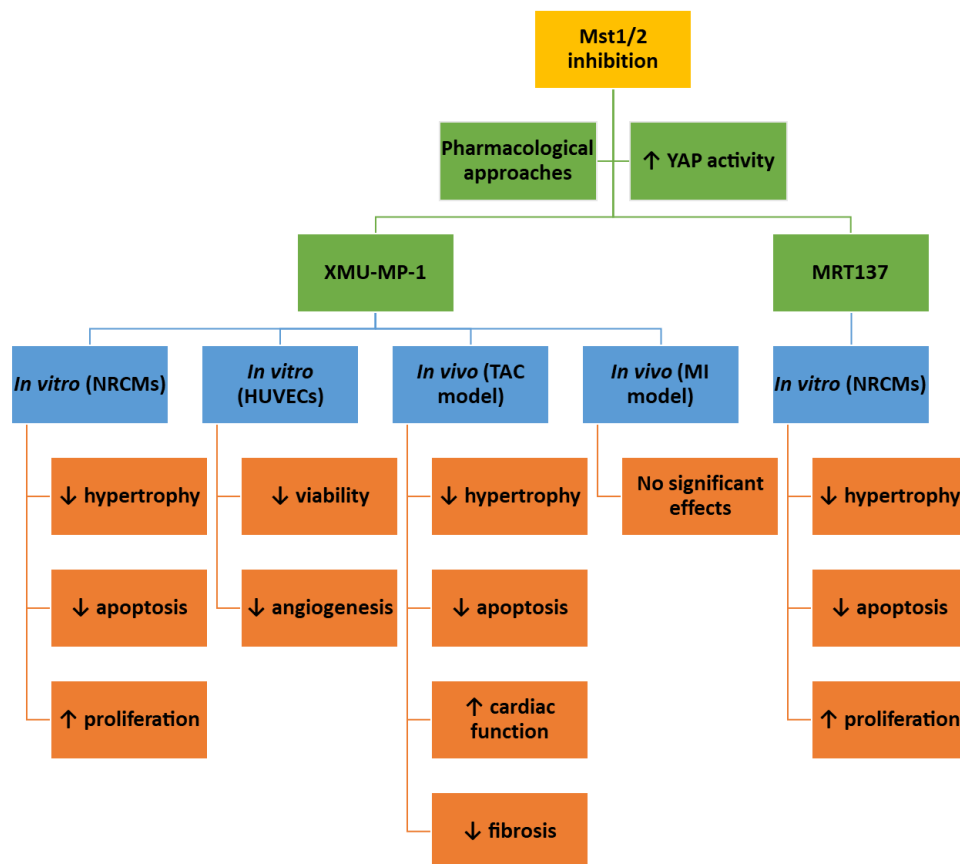 Mst1/2
inhibition
Pharmacological
approaches
↑ YAP activity
XMU-MP-1
MRT137
In vitro (NRCMs)
In vitro
(HUVECs)
In vivo (TAC
model)
In vivo (MI
model)
In vitro (NRCMs)
↓ hypertrophy
↓ viability
↓ hypertrophy
No significant
effects
↓ hypertrophy
↓ apoptosis
↓ angiogenesis
↓ apoptosis
↓ apoptosis
↑ proliferation
↑ cardiac
function
↑ proliferation
↓ fibrosis